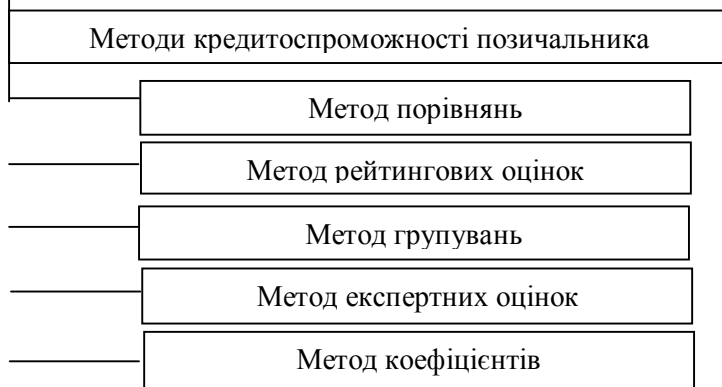 Методи кредитоспроможності позичальника
Метод порівнянь
Метод рейтингових оцінок
Метод групувань
Метод експертних оцінок
Метод коефіцієнтів